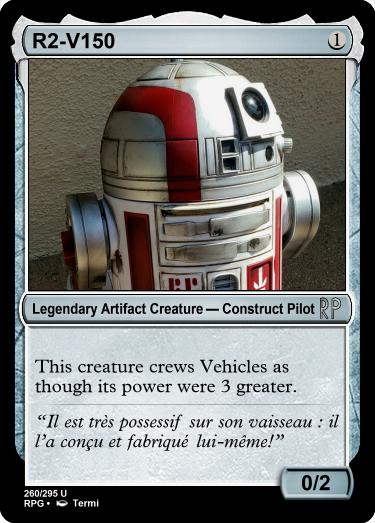 R2-V150
1
Legendary Artifact Creature — Construct Pilot
RP
This creature crews Vehicles as
though its power were 3 greater.
“Il est très possessif sur son vaisseau : il
l’a conçu et fabriqué lui-même!”
0/2
260/295 U
RPG • Termi